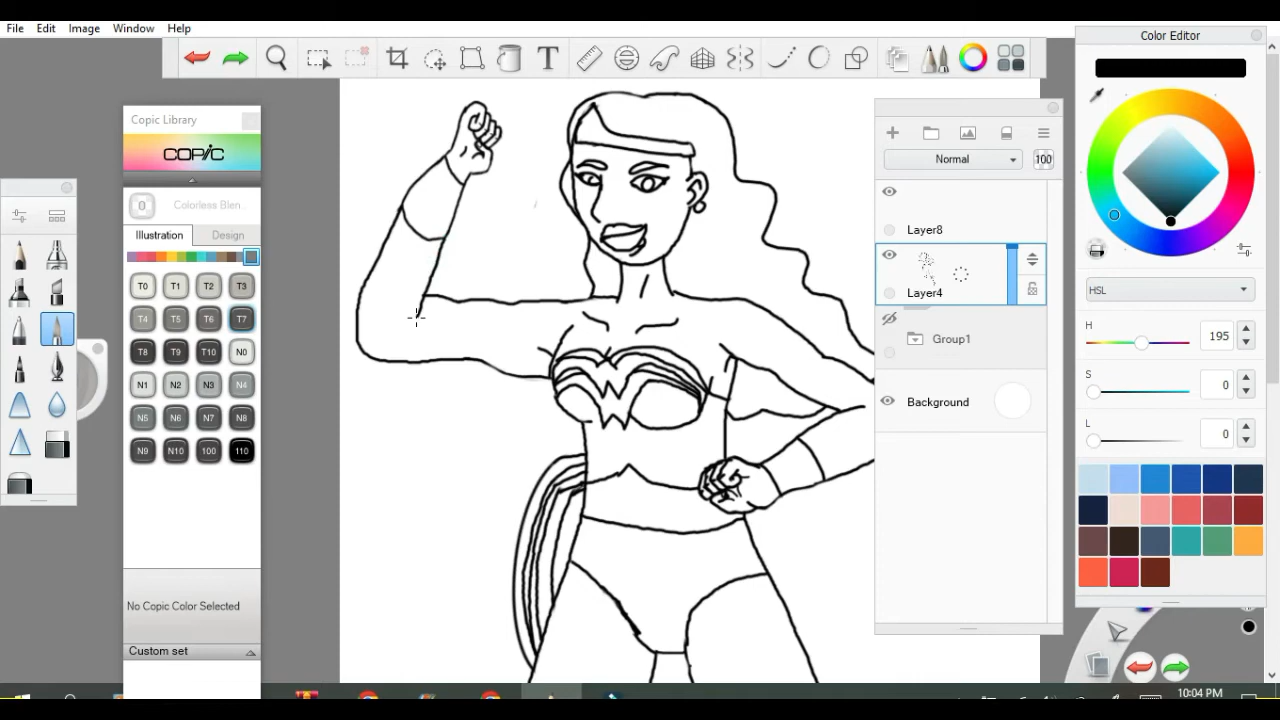 File Edit Image Window Help
Color Editor
Copic Library
COPIC
0 Colorless Blen
Illustration Design
T0 T1 T2 T3
T4 T5 T6 T7
T8 T9 T10 N0
N1 N2 N3 N4
N5 N6 N7 N8
N9 N10 100 110
No Copic Color Selected
Custom set
Normal 100
Layer8
Layer4
Group1
Background
HSL
H 195
S 0
L 0
10:04 PM